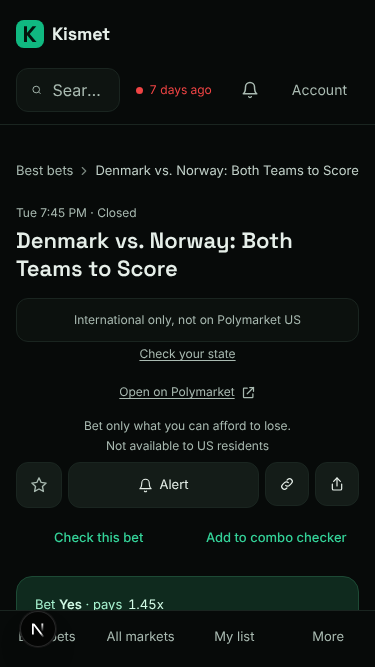 Kismet
Sear...
7 days ago
Account
Best bets > Denmark vs. Norway: Both Teams to Score
Tue 7:45 PM · Closed
Denmark vs. Norway: Both
Teams to Score
International only, not on Polymarket US
Check your state
Open on Polymarket
Bet only what you can afford to lose.
Not available to US residents
Alert
Check this bet
Add to combo checker
Bet Yes · pays 1.45x
bets
All markets
My list
More